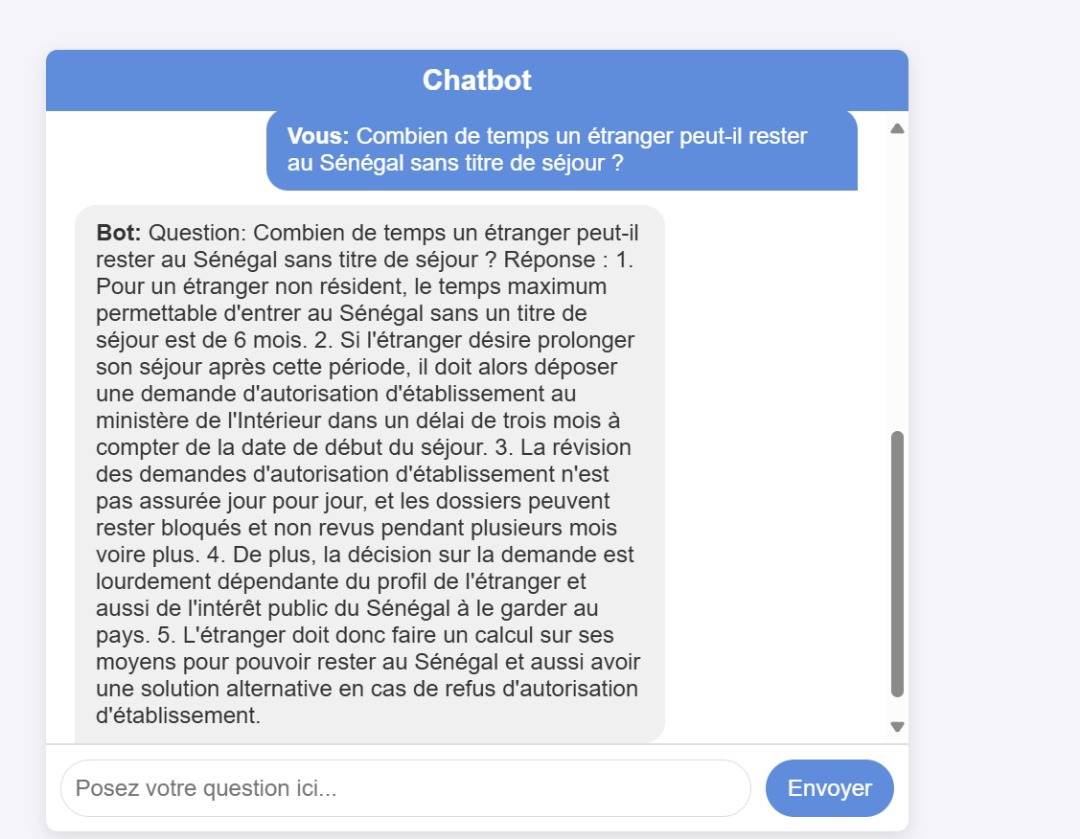 Chatbot
Vous: Combien de temps un étranger peut-il rester
au Sénégal sans titre de séjour ?
Bot: Question: Combien de temps un étranger peut-il
rester au Sénégal sans titre de séjour ? Réponse : 1.
Pour un étranger non résident, le temps maximum
permettable d'entrer au Sénégal sans un titre de
séjour est de 6 mois. 2. Si l'étranger désire prolonger
son séjour après cette période, il doit alors déposer
une demande d'autorisation d'établissement au
ministère de l'Intérieur dans un délai de trois mois à
compter de la date de début du séjour. 3. La révision
des demandes d'autorisation d'établissement n'est
pas assurée jour pour jour, et les dossiers peuvent
rester bloqués et non revus pendant plusieurs mois
voire plus. 4. De plus, la décision sur la demande est
lourdement dépendante du profil de l'étranger et
aussi de l'intérêt public du Sénégal à le garder au
pays. 5. L'étranger doit donc faire un calcul sur ses
moyens pour pouvoir rester au Sénégal et aussi avoir
une solution alternative en cas de refus d'autorisation
d'établissement.
Posez votre question ici...
Envoyer